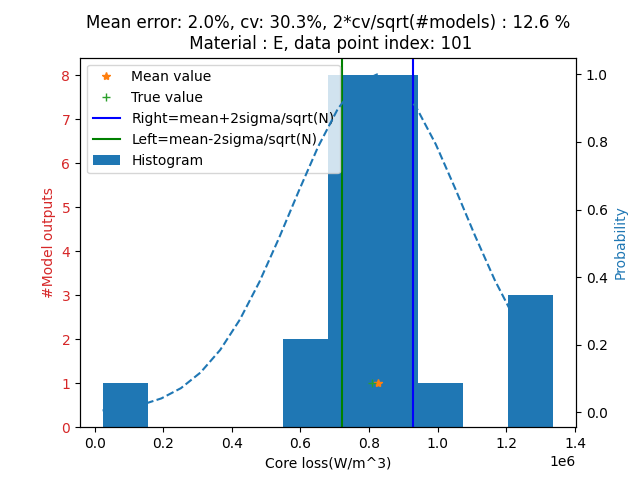 Mean error: 2.0%, cv: 30.3%, 2*cv/sqrt(#models) : 12.6 %
Material : E, data point index: 101
Mean value
True value
Right=mean+2sigma/sqrt(N)
Left=mean-2sigma/sqrt(N)
Histogram
#Model outputs
8
7
6
5
4
3
2
1
0
Probability
1.0
0.8
0.6
0.4
0.2
0.0
0.0 0.2 0.4 0.6 0.8 1.0 1.2 1.4
1e6
Core loss(W/m^3)